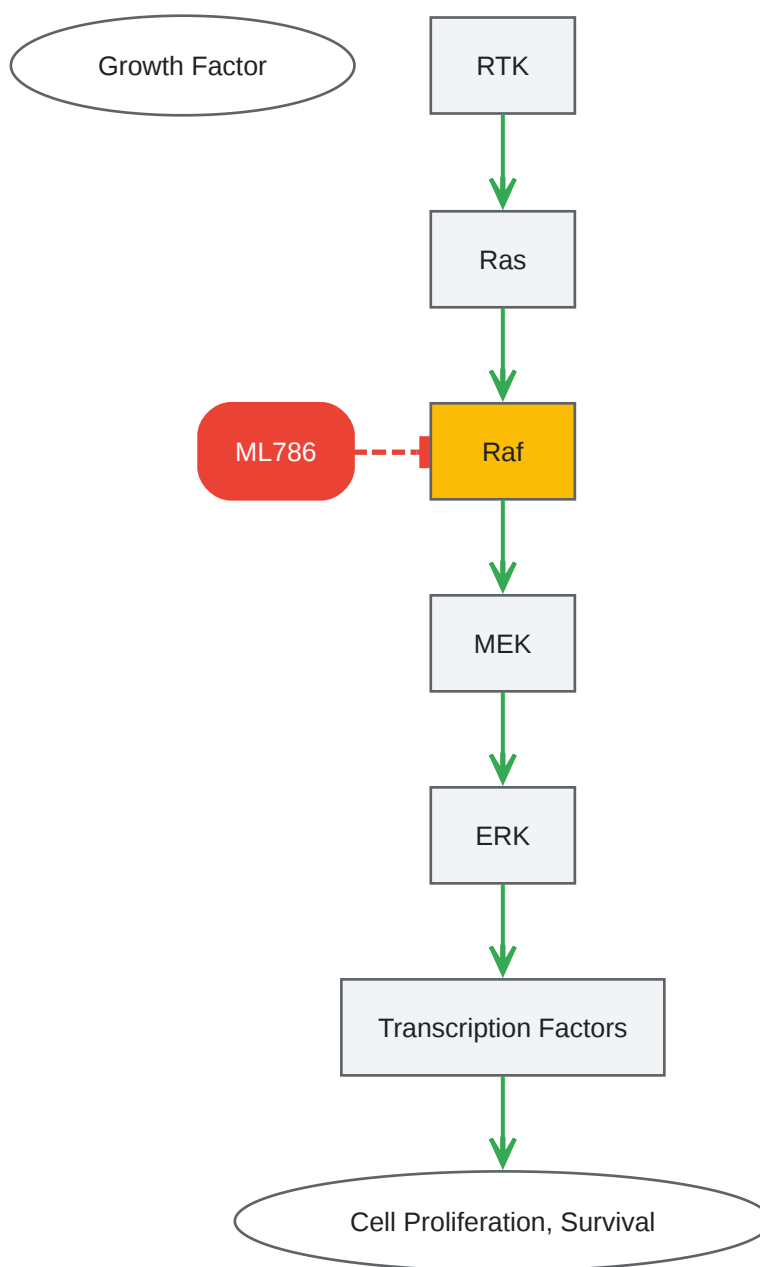 Growth Factor
RTK
Ras
ML786
Raf
MEK
ERK
Transcription Factors
Cell Proliferation, Survival